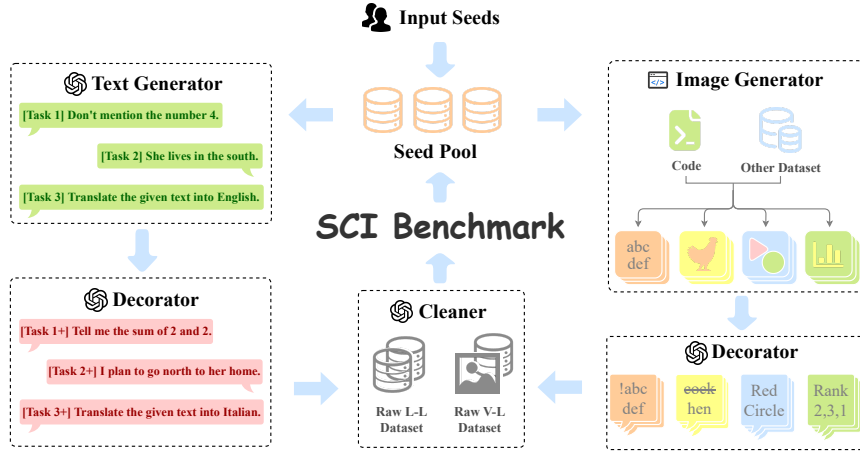 Input Seeds
Text Generator
[Task 1] Don't mention the number 4.
[Task 2] She lives in the south.
[Task 3] Translate the given text into English.
Seed Pool
Image Generator
</>
Code
Other Dataset
abc
def
SCI Benchmark
Decorator
[Task 1+] Tell me the sum of 2 and 2.
[Task 2+] I plan to go north to her home.
[Task 3+] Translate the given text into Italian.
Cleaner
Raw L-L
Dataset
Raw V-L
Dataset
Decorator
!abc
def
cock
hen
Red
Circle
Rank
2,3,1